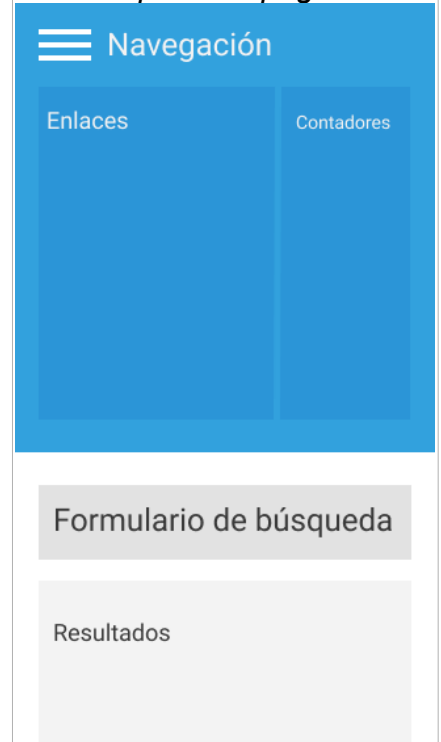 Navegación
Enlaces
Contadores
Formulario de búsqueda
Resultados